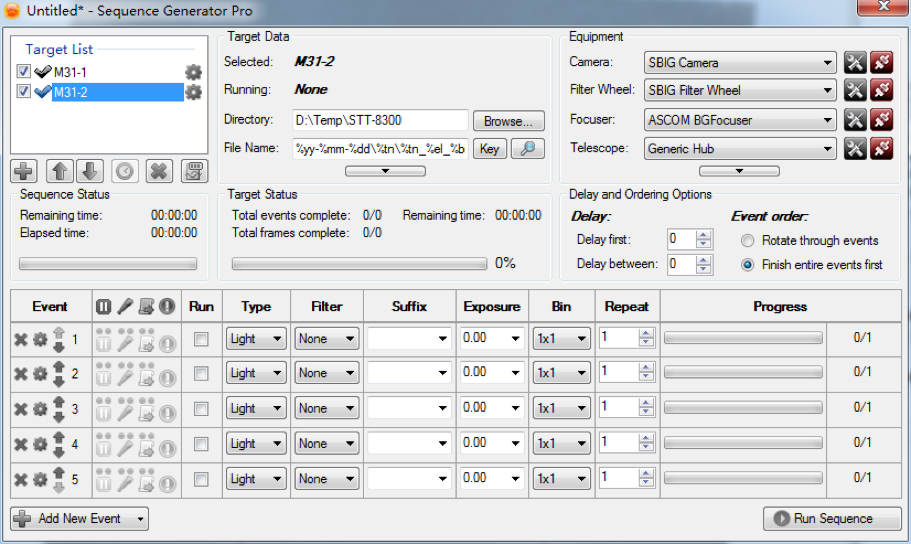 Untitled* - Sequence Generator Pro
Target List
M31-1
M31-2
Target Data
Selected: M31-2
Running: None
Directory: D:\Temp\STT-8300 Browse...
File Name: %yy-%mm-%dd\%tn\%tn_%el_%b Key
Equipment
Camera: SBIG Camera
Filter Wheel: SBIG Filter Wheel
Focuser: ASCOM BGFocuser
Telescope: Generic Hub
Sequence Status
Remaining time: 00:00:00
Elapsed time: 00:00:00
Target Status
Total events complete: 0/0 Remaining time: 00:00:00
Total frames complete: 0/0
0%
Delay and Ordering Options
Delay: Event order:
Delay first: 0 Rotate through events
Delay between: 0 Finish entire events first
Event Run Type Filter Suffix Exposure Bin Repeat Progress
1 Light None 0.00 1x1 1 0/1
2 Light None 0.00 1x1 1 0/1
3 Light None 0.00 1x1 1 0/1
4 Light None 0.00 1x1 1 0/1
5 Light None 0.00 1x1 1 0/1
Add New Event Run Sequence